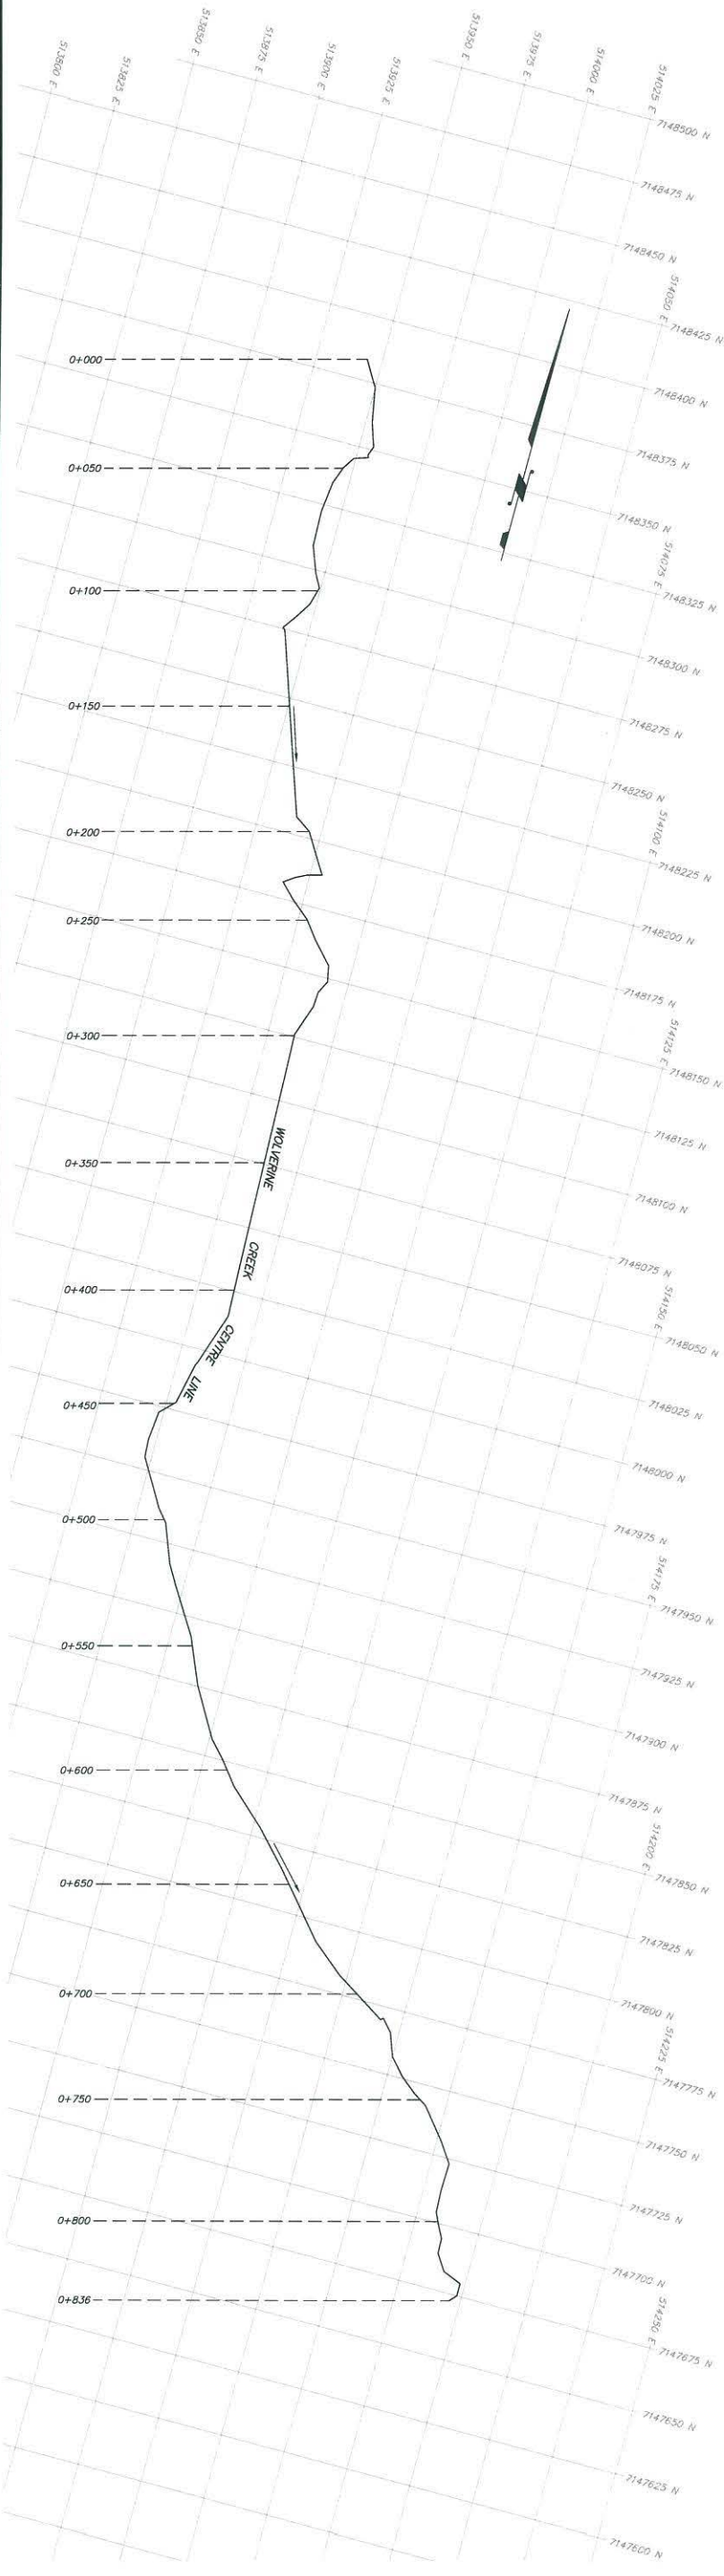 513800 E
513825 E
513850 E
513875 E
513900 E
513925 E
513950 E
513975 E
514000 E
514025 E
7148500 N
7148475 N
7148450 N
514050 E
7148425 N
7148400 N
7148375 N
7148350 N
514075 E
7148325 N
7148300 N
7148275 N
7148250 N
514100 E
7148225 N
7148200 N
7148175 N
514125 E
7148150 N
7148125 N
7148100 N
7148075 N
514150 E
7148050 N
7148025 N
7148000 N
7147975 N
514175 E
7147950 N
7147925 N
7147900 N
7147875 N
514200 E
7147850 N
7147825 N
7147800 N
514225 E
7147775 N
7147750 N
7147725 N
7147700 N
514250 E
7147675 N
7147650 N
7147625 N
7147600 N
0+000
0+050
0+100
0+150
0+200
0+250
0+300
0+350
0+400
0+450
0+500
0+550
0+600
0+650
0+700
0+750
0+800
0+836
WOLVERINE CREEK CENTRE LINE